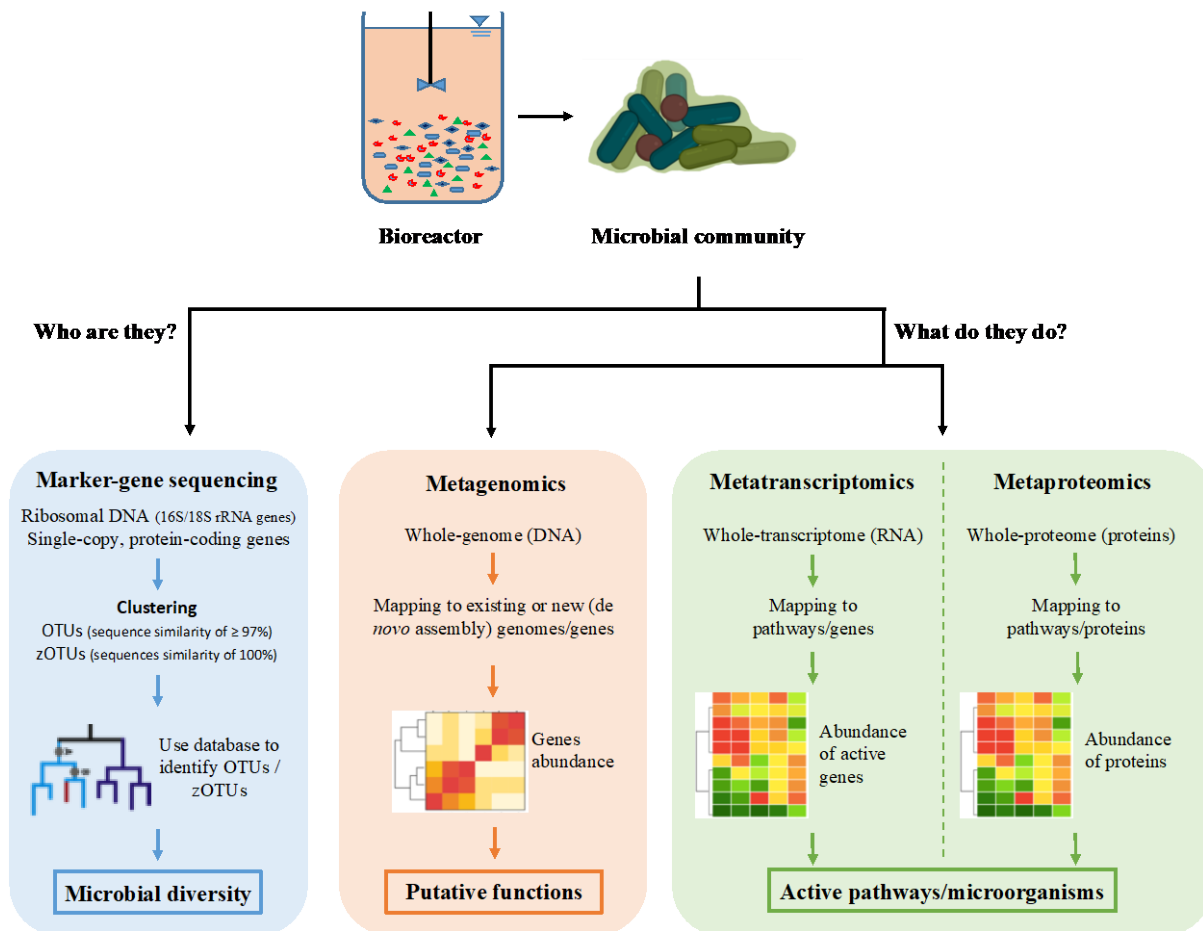 Bioreactor
Microbial community
Who are they?
What do they do?
Marker-gene sequencing
Ribosomal DNA (16S/18S rRNA genes)
Single-copy, protein-coding genes
Clustering
OTUs (sequence similarity of ≥ 97%)
zOTUs (sequences similarity of 100%)
Use database to
identify OTUs /
zOTUs
Microbial diversity
Metagenomics
Whole-genome (DNA)
Mapping to existing or new (de
novo assembly) genomes/genes
Genes
abundance
Putative functions
Metatranscriptomics
Whole-transcriptome (RNA)
Mapping to
pathways/genes
Abundance
of active
genes
Metaproteomics
Whole-proteome (proteins)
Mapping to
pathways/proteins
Abundance
of proteins
Active pathways/microorganisms